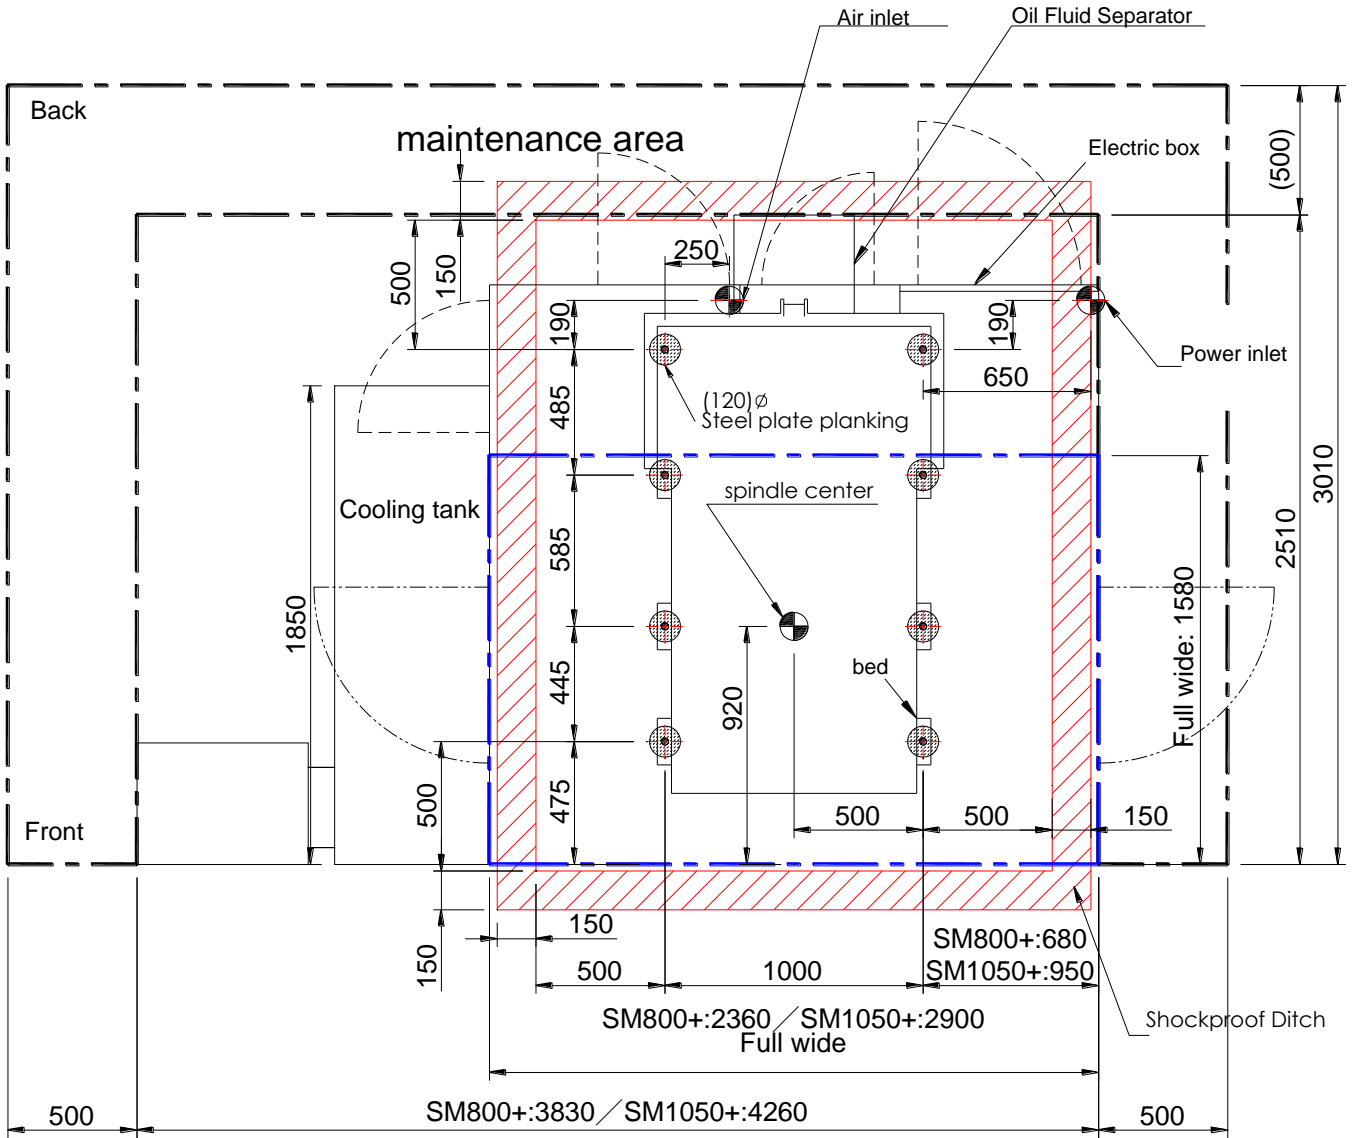 Air inlet
Oil Fluid Separator
Back
maintenance area
Electric box
(500)
250
500
150
190
190
Power inlet
650
485
(120)Ø
Steel plate planking
3010
2510
Cooling tank
spindle center
585
1850
Full wide: 1580
445
920
bed
500
475
500
500
150
Front
150
150
SM800+:680
500
1000
SM1050+:950
SM800+:2360／SM1050+:2900
Full wide
Shockproof Ditch
500
SM800+:3830／SM1050+:4260
500